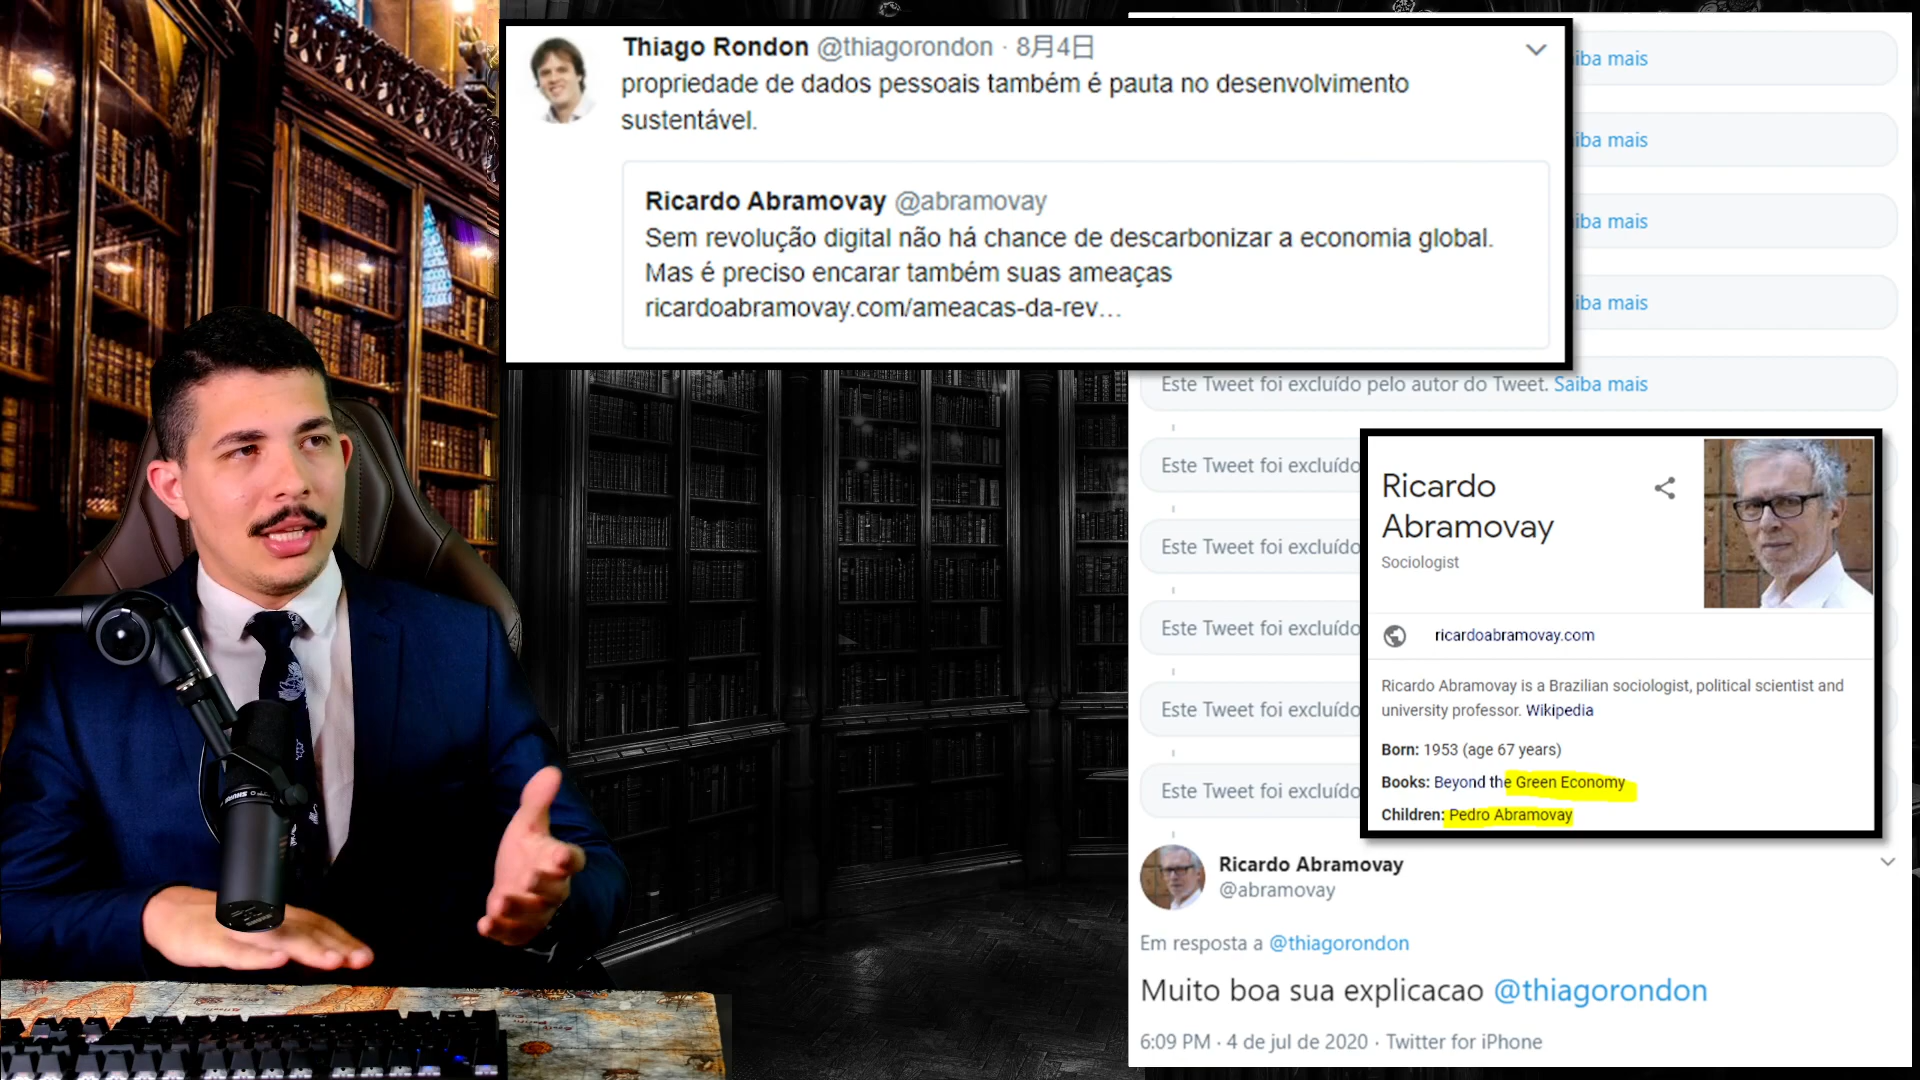 Thiago Rondon @thiagorondon · 8月4日
propriedade de dados pessoais também é pauta no desenvolvimento
sustentável.
Ricardo Abramovay @abramovay
Sem revolução digital não há chance de descarbonizar a economia global.
Mas é preciso encarar também suas ameaças
ricardoabramovay.com/ameacas-da-rev…
iba mais
iba mais
iba mais
iba mais
Este Tweet foi excluído pelo autor do Tweet. Saiba mais
Este Tweet foi excluído
Este Tweet foi excluído
Este Tweet foi excluído
Este Tweet foi excluído
Este Tweet foi excluído
Ricardo
Abramovay
Sociologist
ricardoabramovay.com
Ricardo Abramovay is a Brazilian sociologist, political scientist and
university professor. Wikipedia
Born: 1953 (age 67 years)
Books: Beyond the Green Economy
Children: Pedro Abramovay
Ricardo Abramovay
@abramovay
Em resposta a @thiagorondon
Muito boa sua explicacao @thiagorondon
6:09 PM · 4 de jul de 2020 · Twitter for iPhone
SHURE